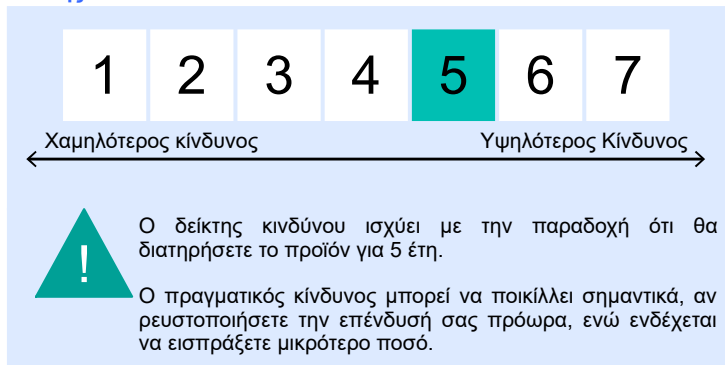 1 2 3 4 5 6 7
Χαμηλότερος κίνδυνος Υψηλότερος Κίνδυνος
!
Ο δείκτης κινδύνου ισχύει με την παραδοχή ότι θα
διατηρήσετε το προϊόν για 5 έτη.
Ο πραγματικός κίνδυνος μπορεί να ποικίλλει σημαντικά, αν
ρευστοποιήσετε την επένδυσή σας πρόωρα, ενώ ενδέχεται
να εισπράξετε μικρότερο ποσό.